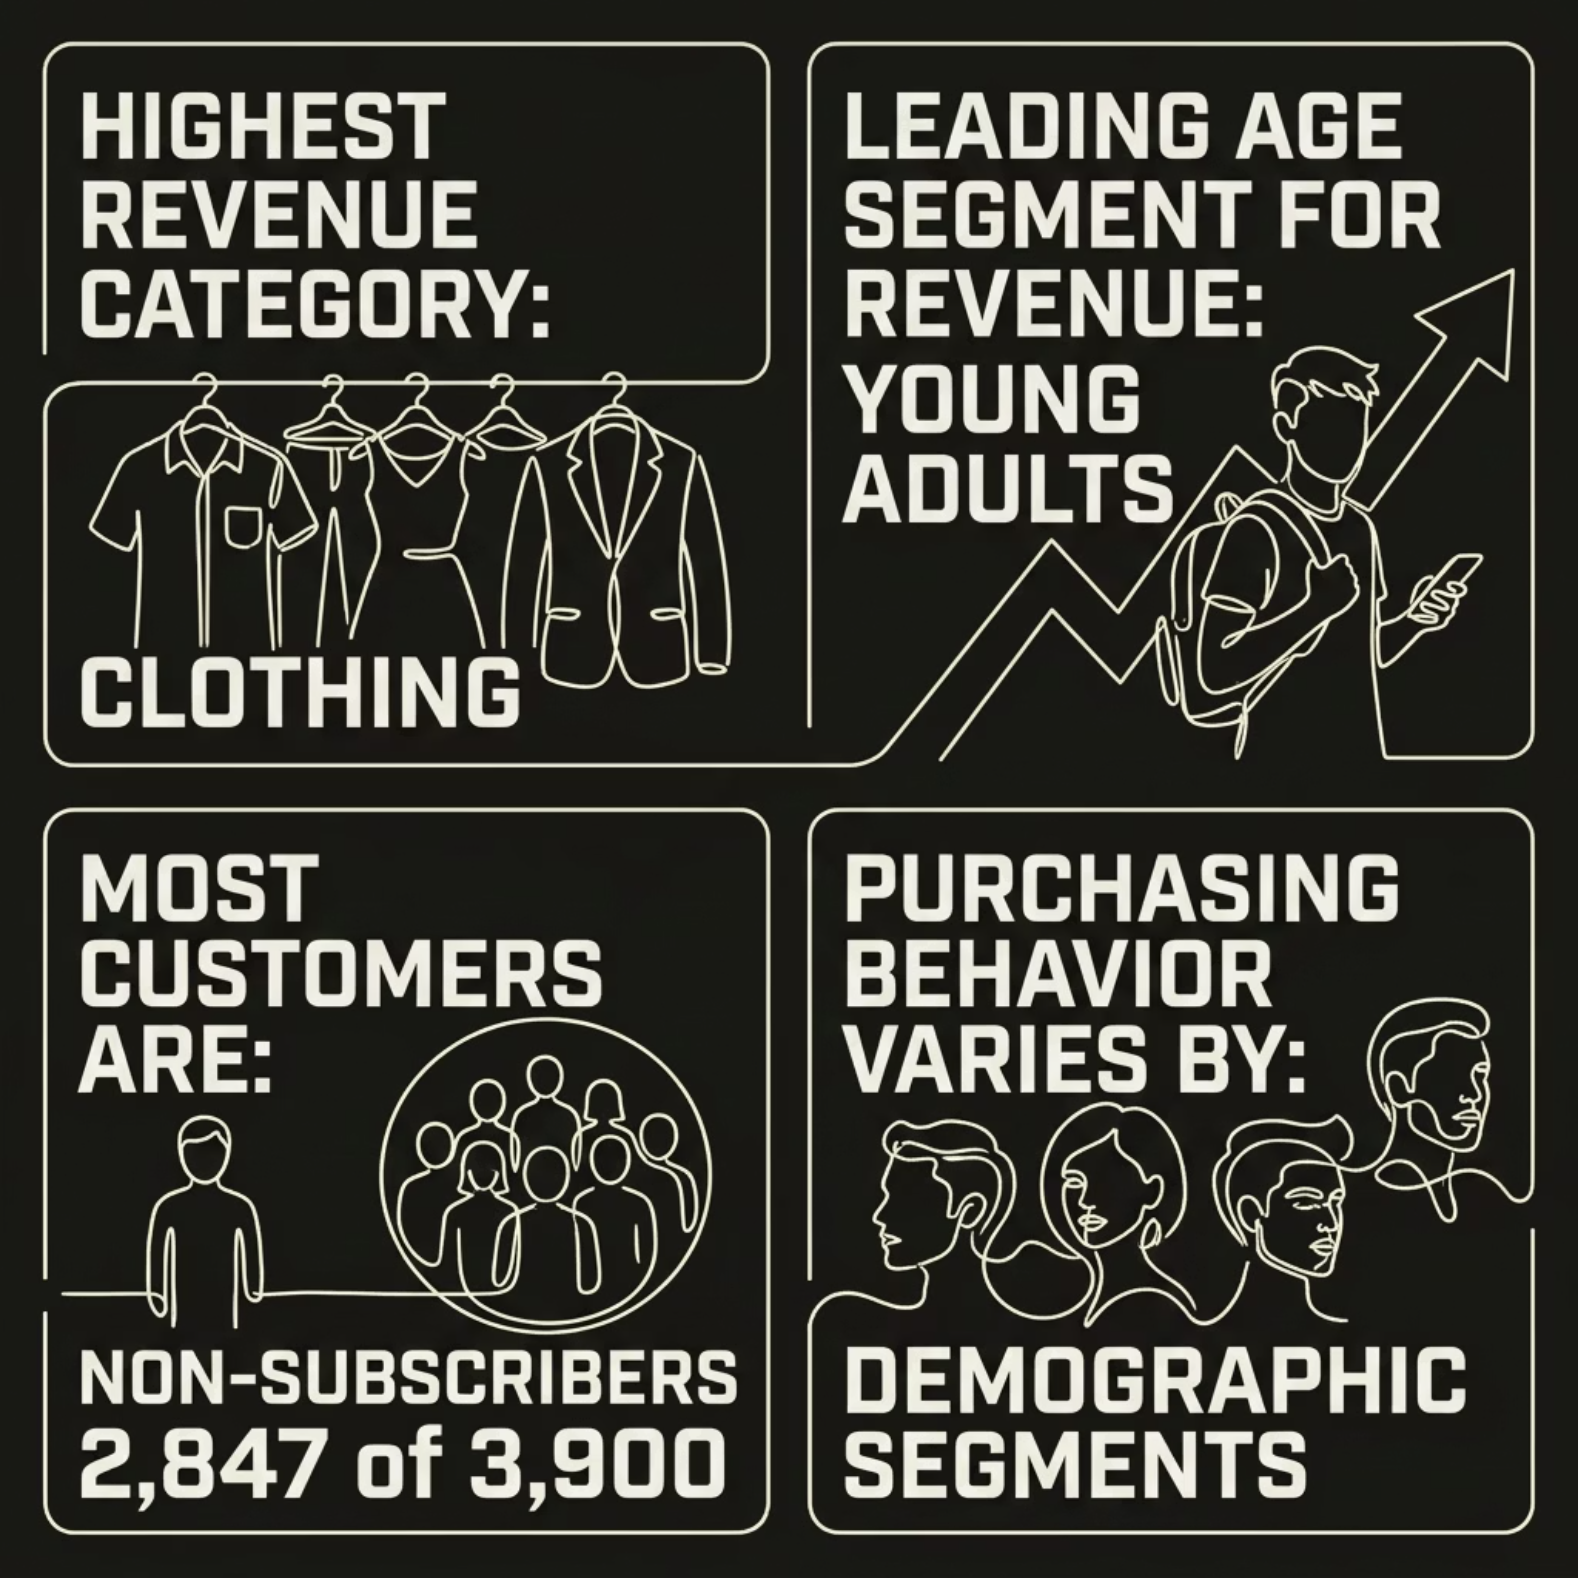 HIGHEST
REVENUE
CATEGORY:
CLOTHING
LEADING AGE
SEGMENT FOR
REVENUE:
YOUNG
ADULTS
MOST
CUSTOMERS
ARE:
NON-SUBSCRIBERS
2,847 of 3,900
PURCHASING
BEHAVIOR
VARIES BY:
DEMOGRAPHIC
SEGMENTS